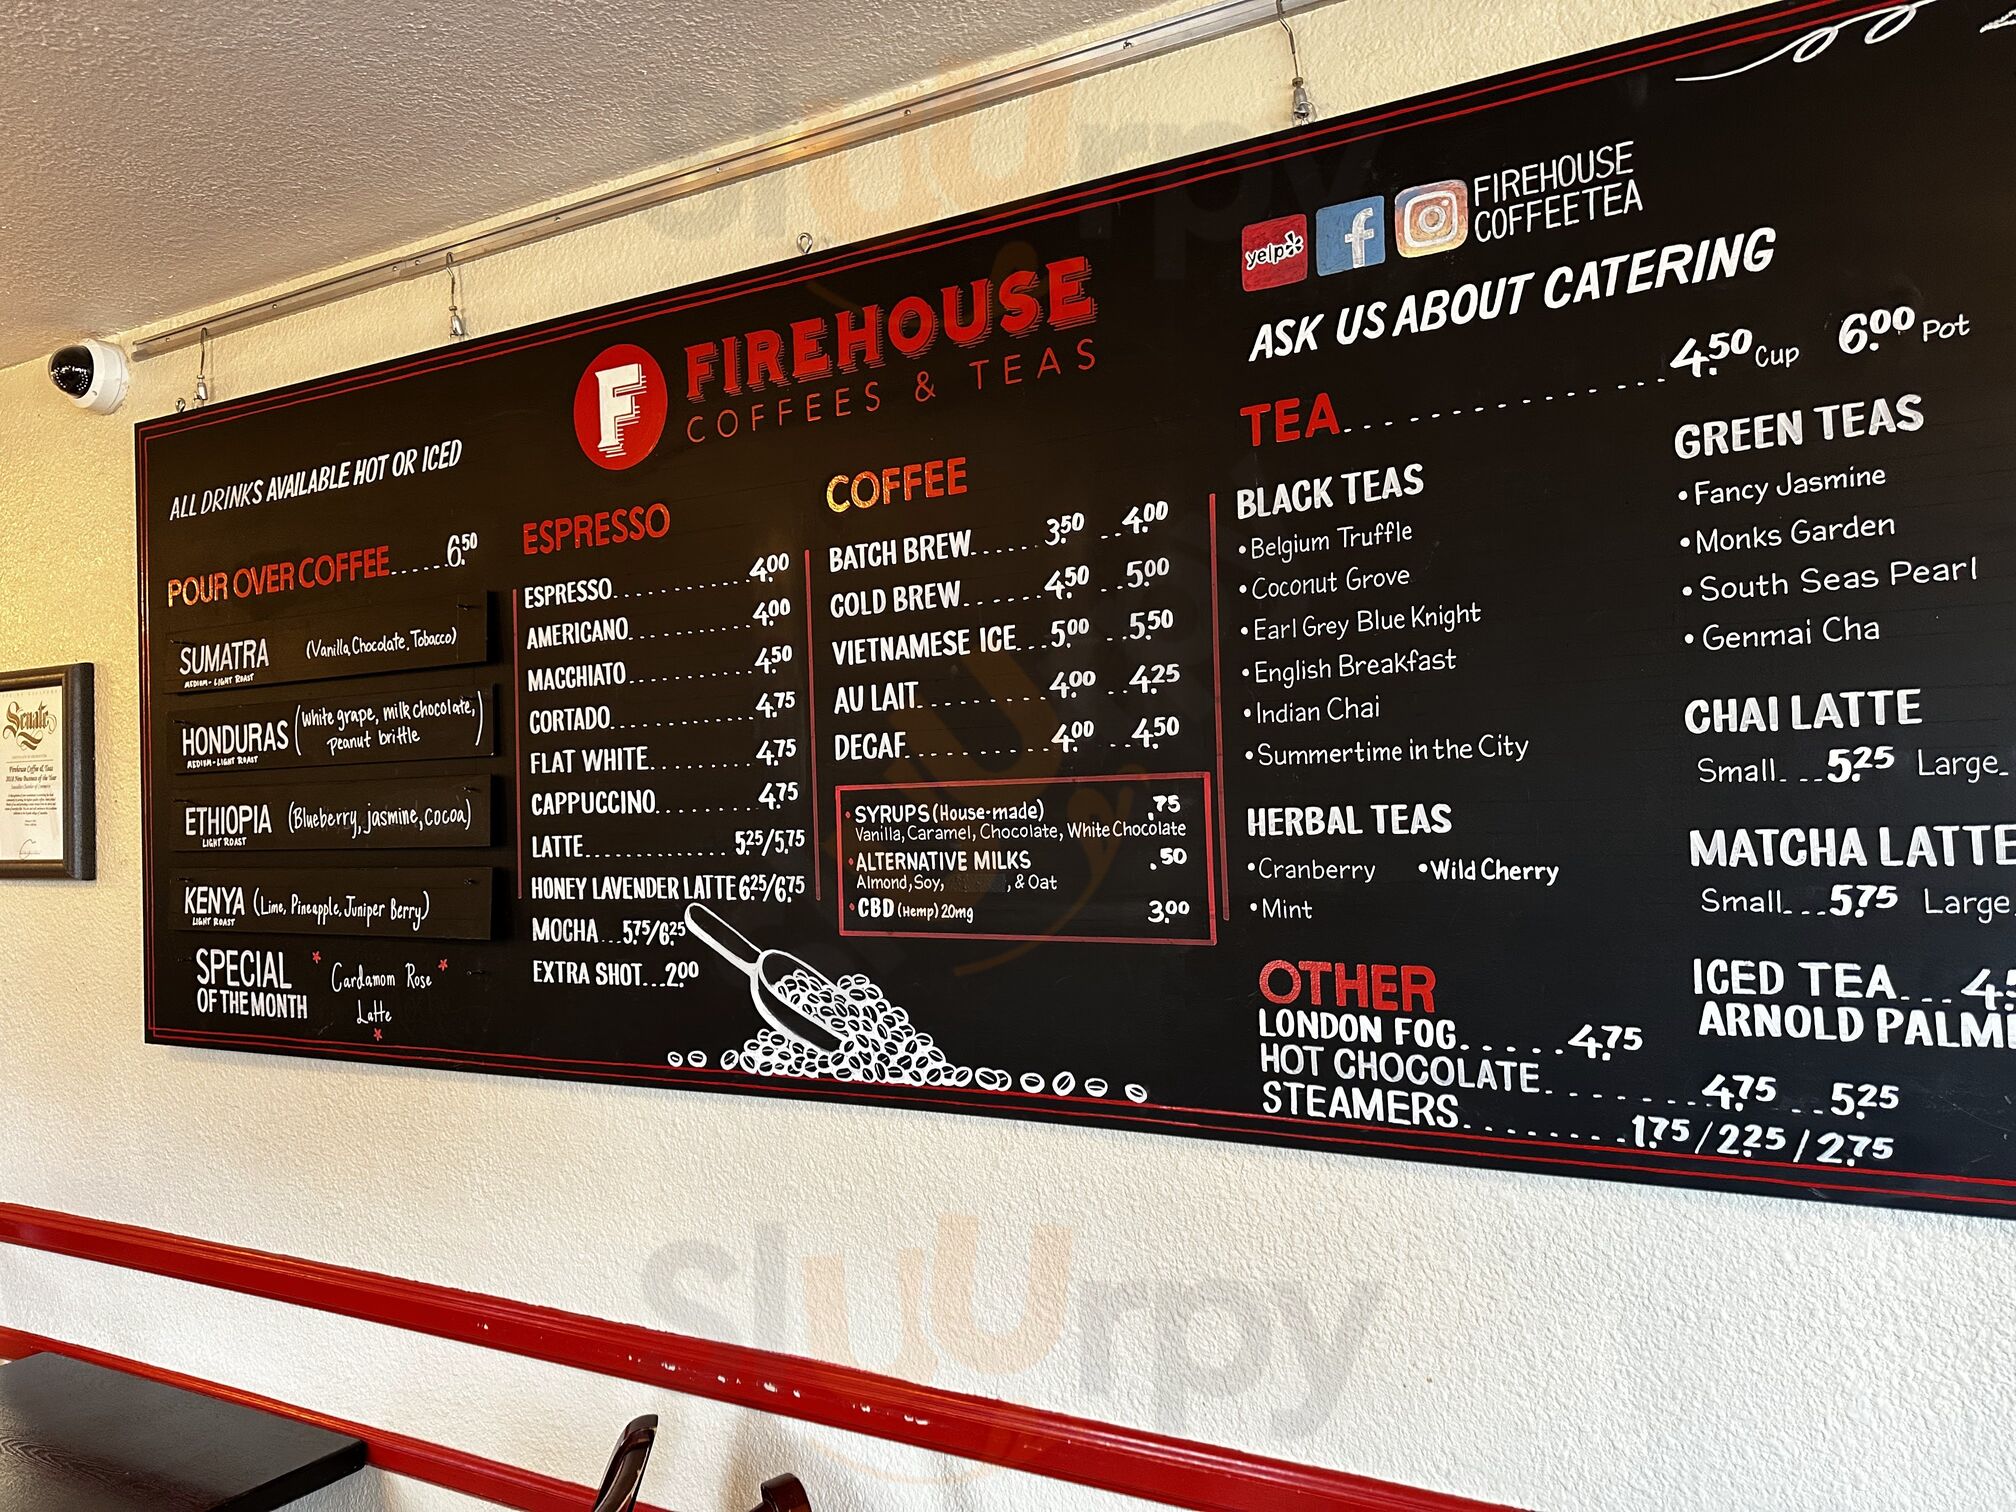 yelp
f
FIREHOUSE
COFFEETEA
ASK US ABOUT CATERING
F
FIREHOUSE
COFFEES & TEAS
ALL DRINKS AVAILABLE HOT OR ICED
POUR OVER COFFEE......6.50
SUMATRA (Vanilla, Chocolate, Tobacco)
MEDIUM-LIGHT ROAST
HONDURAS (White grape, milk chocolate,
peanut brittle)
MEDIUM-LIGHT ROAST
ETHIOPIA (Blueberry, jasmine, cocoa)
LIGHT ROAST
KENYA (Lime, Pineapple, Juniper Berry)
LIGHT ROAST
SPECIAL
OF THE MONTH
Cardamom Rose
Latte
ESPRESSO
ESPRESSO...............4.00
AMERICANO.............4.00
MACCHIATO.............4.50
CORTADO................4.75
FLAT WHITE............4.75
CAPPUCCINO...........4.75
LATTE...............5.25/5.75
HONEY LAVENDER LATTE 6.25/6.75
MOCHA...5.75/6.25
EXTRA SHOT...2.00
COFFEE
BATCH BREW......3.50 ...4.00
COLD BREW.......4.50 ...5.00
VIETNAMESE ICE...5.00 ...5.50
AU LAIT..........4.00 ...4.25
DECAF...........4.00 ...4.50
SYRUPS (House-made) .75
Vanilla, Caramel, Chocolate, White Chocolate
ALTERNATIVE MILKS .50
Almond, Soy, , & Oat
CBD (Hemp) 20mg 3.00
TEA...............4.50 Cup 6.00 Pot
BLACK TEAS
• Belgium Truffle
• Coconut Grove
• Earl Grey Blue Knight
• English Breakfast
• Indian Chai
• Summertime in the City
HERBAL TEAS
• Cranberry • Wild Cherry
• Mint
GREEN TEAS
• Fancy Jasmine
• Monks Garden
• South Seas Pearl
• Genmai Cha
CHAI LATTE
Small...5.25 Large
MATCHA LATTE
Small...5.75 Large
ICED TEA...
ARNOLD
OTHER
LONDON FOG......4.75
HOT CHOCOLATE..........4.75 ...5.25
STEAMERS..........1.75/2.25/2.75
Senate
Firehouse Coffee & Tea
sluurpy
sluurpy